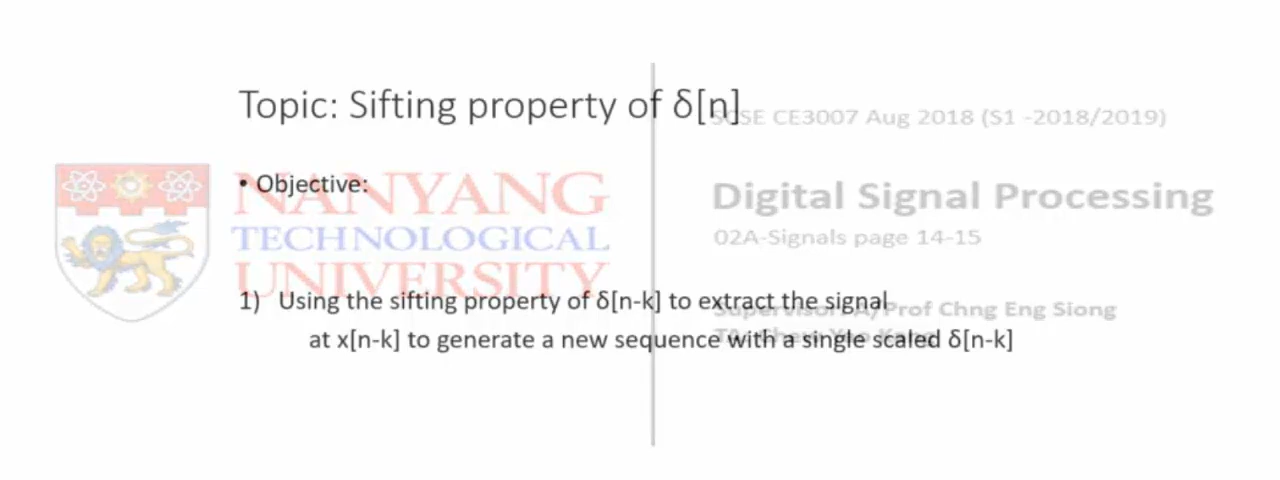 Topic: Sifting property of δ[n]
SCSE CE3007 Aug 2018 (S1 -2018/2019)
• Objective:
NANYANG
TECHNOLOGICAL
UNIVERSITY
Digital Signal Processing
02A-Signals page 14-15
1) Using the sifting property of δ[n-k] to extract the signal
at x[n-k] to generate a new sequence with a single scaled δ[n-k]
Supervisor: A/Prof Chng Eng Siong
TA: